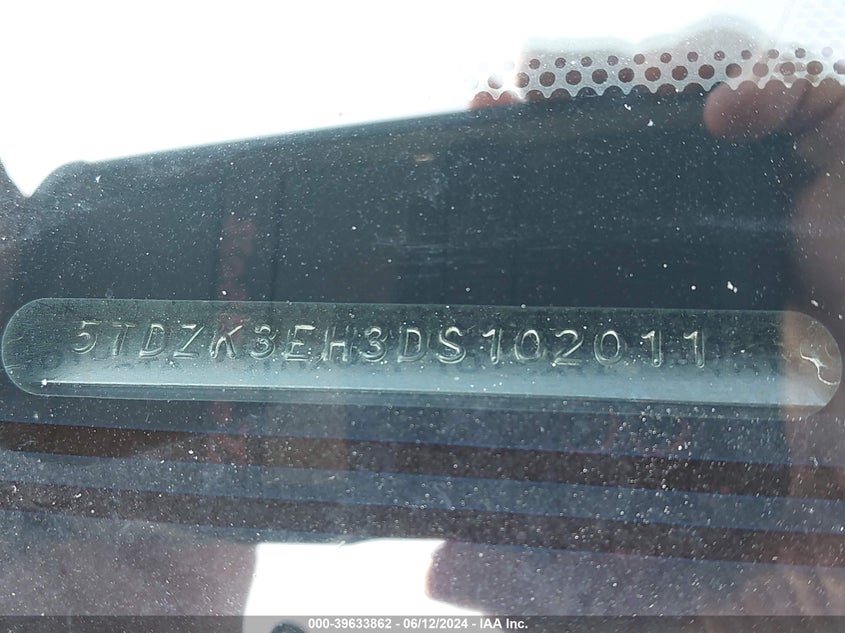 5TDZK3EH3DS102011
000-39633862 - 06/12/2024 - IAA Inc.